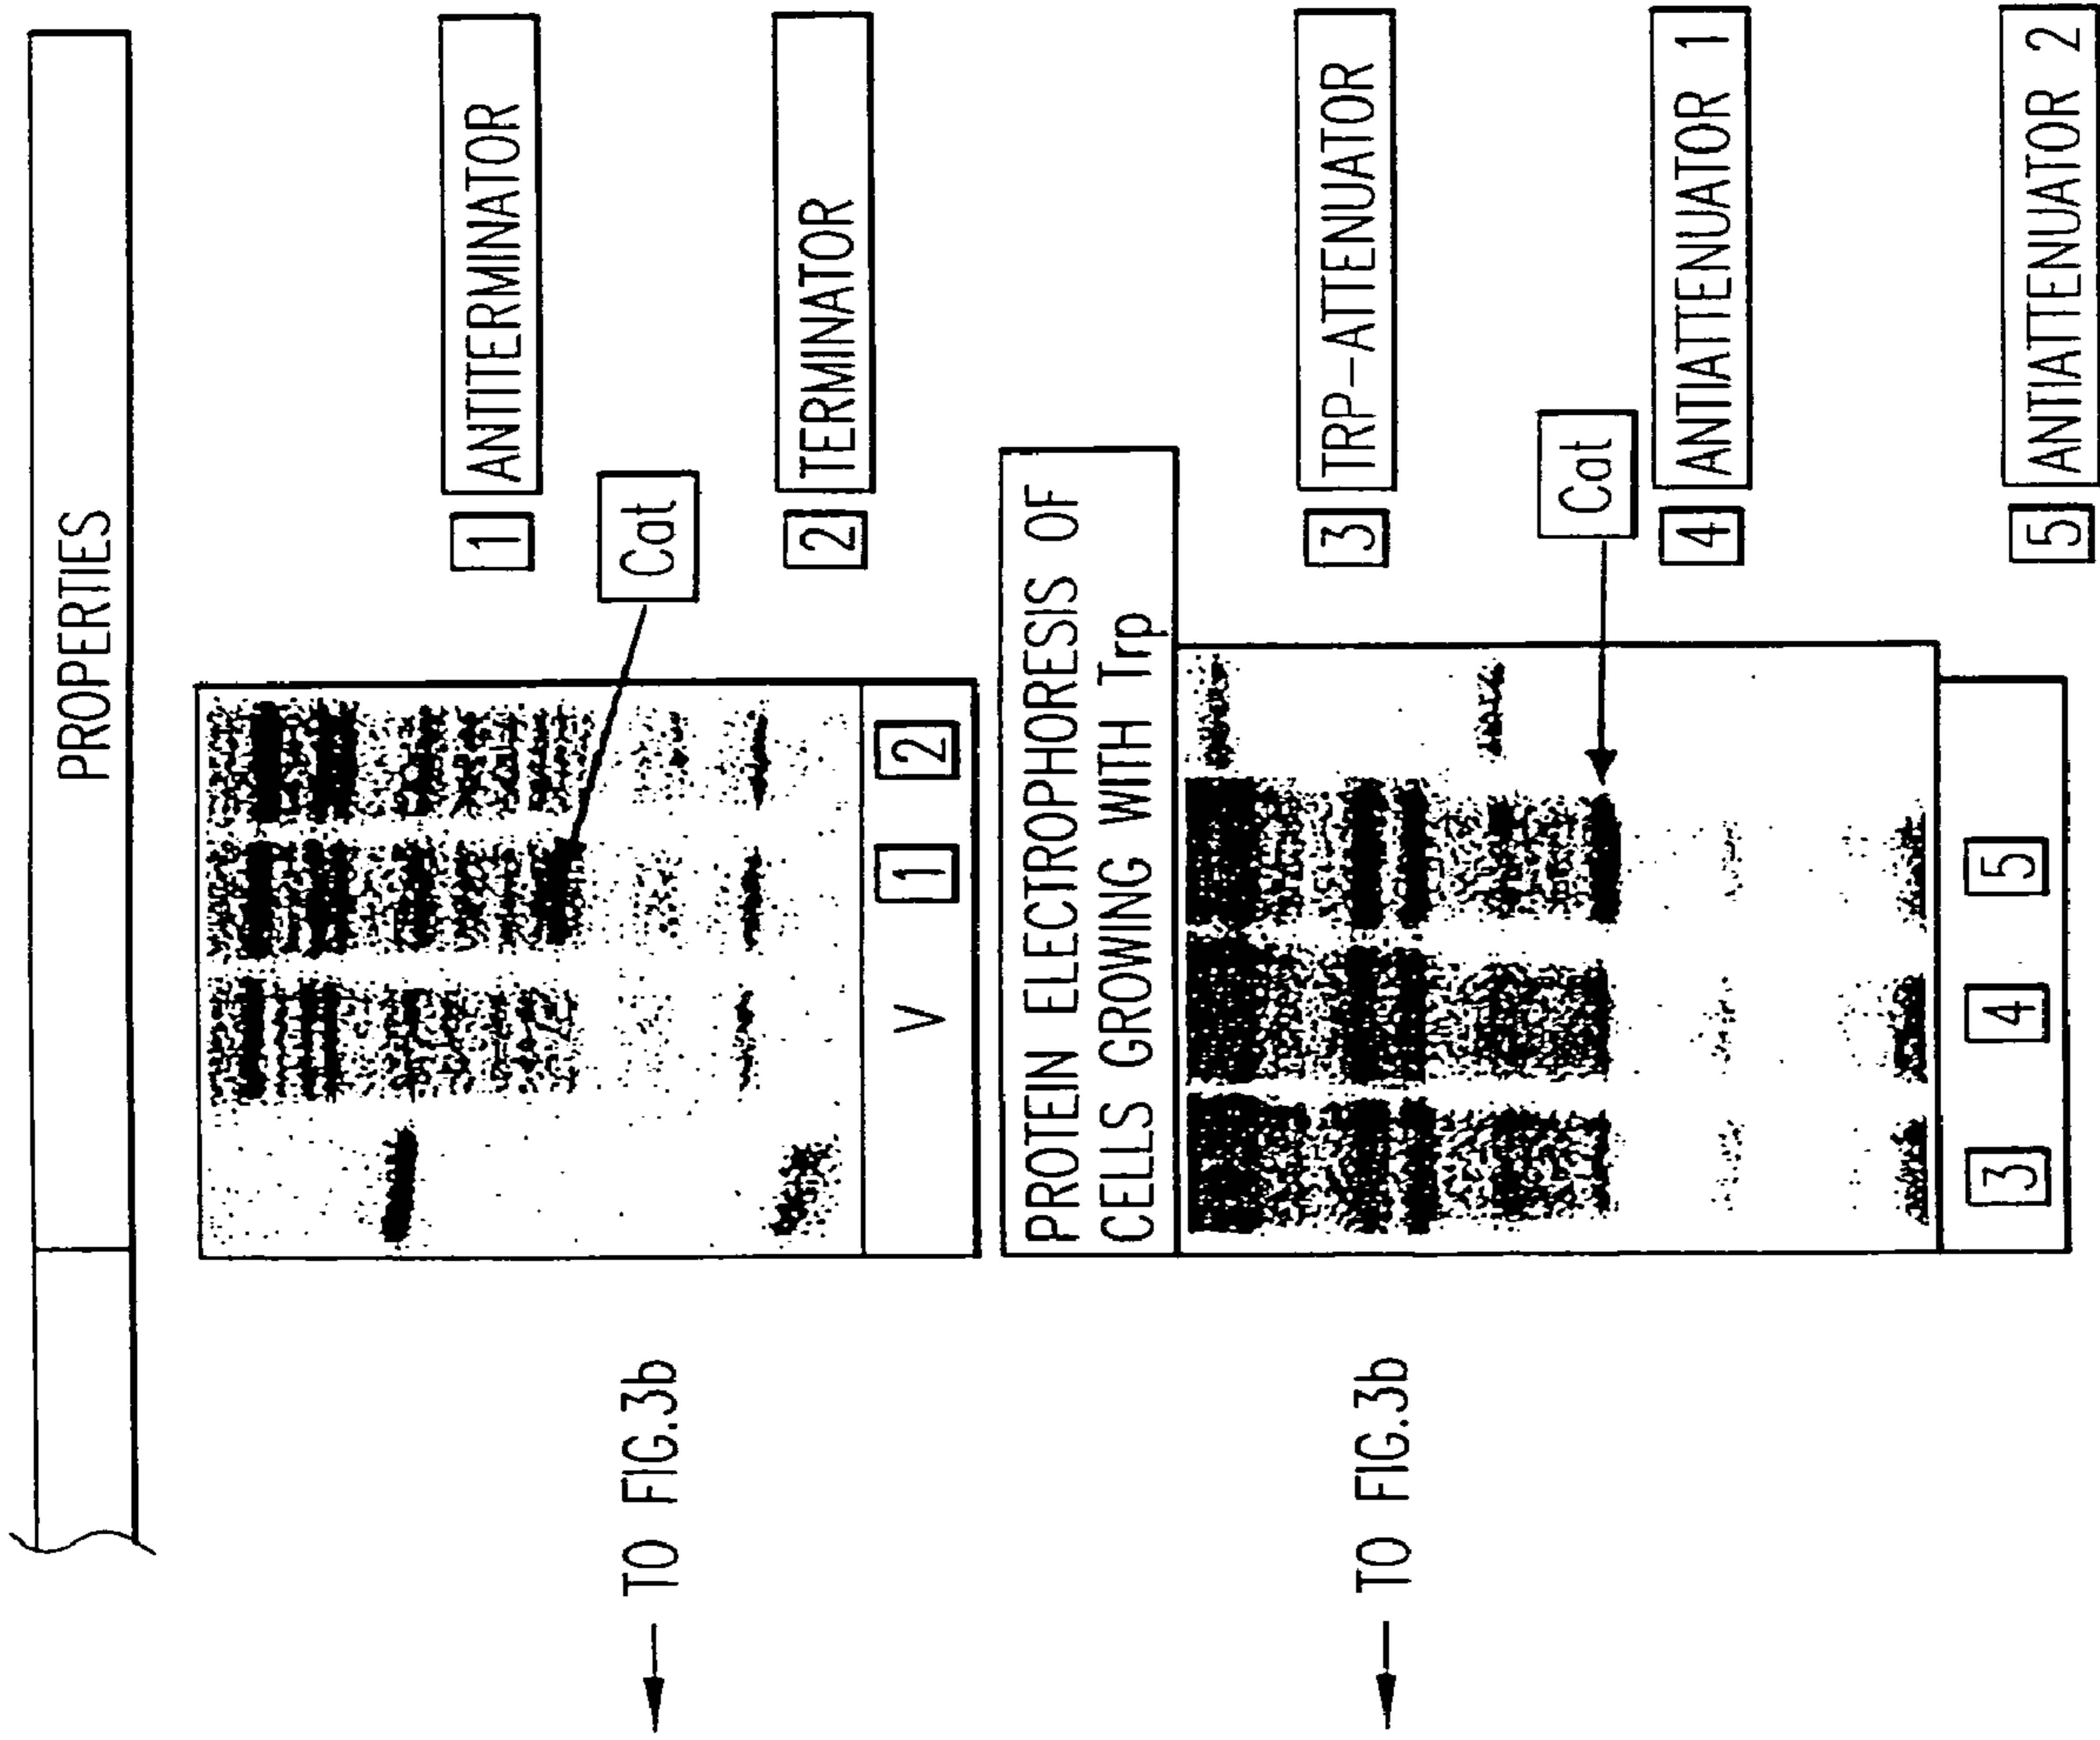 PROPERTIES
1 ANTITERMINATOR
Cat
2 TERMINATOR
V 1 2
← TO FIG.3b
PROTEIN ELECTROPHORESIS OF
CELLS GROWING WITH Trp
3 TRP-ATTENUATOR
Cat
4 ANTIATTENUATOR 1
5 ANTIATTENUATOR 2
3 4 5
← TO FIG.3b